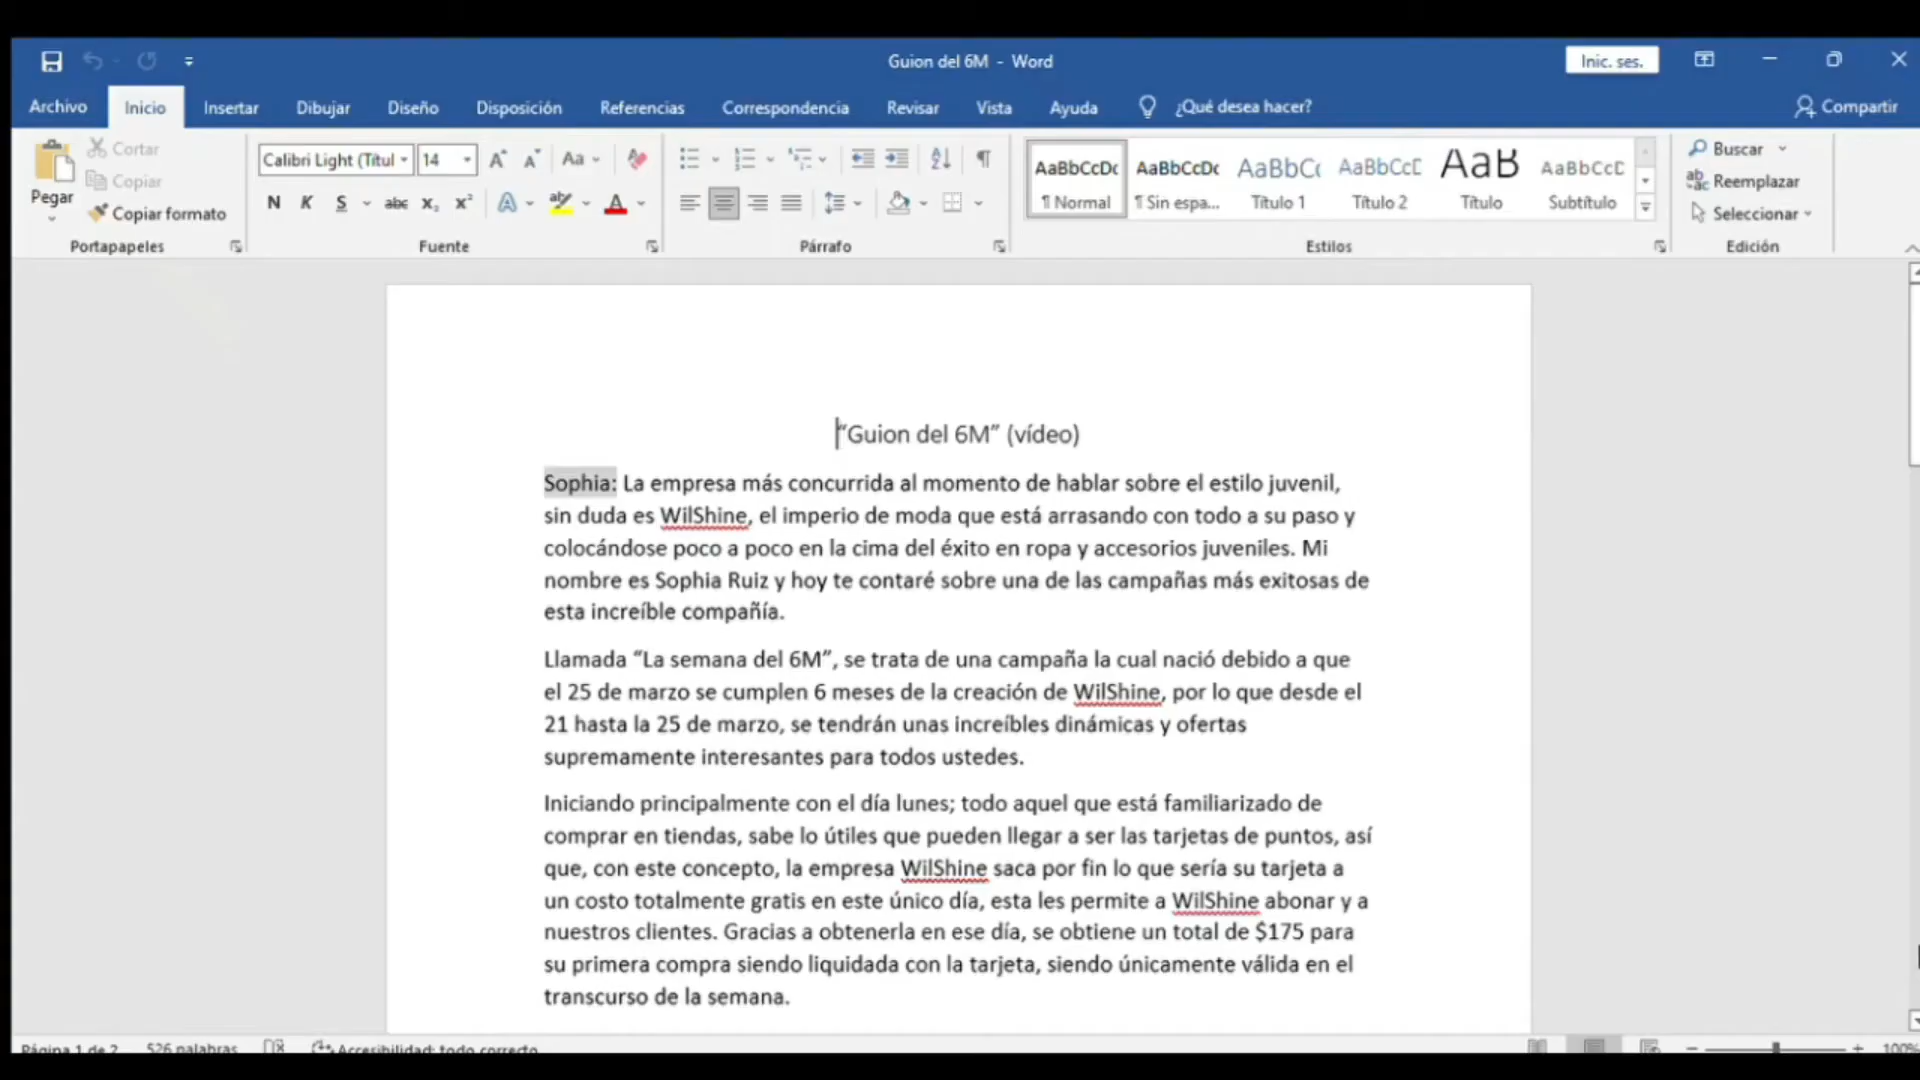 Guion del 6M - Word
Inic. ses.
Archivo Inicio Insertar Dibujar Diseño Disposición Referencias Correspondencia Revisar Vista Ayuda ¿Qué desea hacer? Compartir
Pegar
Cortar
Copiar
Copiar formato
Portapapeles
Calibri Light (Títul 14
Aa
N K S abc x₂ x² A ab A
Fuente
Párrafo
AaBbCcDc AaBbCcDc AaBbC( AaBbCcD AaB AaBbCcD
¶ Normal ¶ Sin espa... Título 1 Título 2 Título Subtítulo
Estilos
Buscar
Reemplazar
Seleccionar
Edición
“Guion del 6M” (vídeo)
Sophia: La empresa más concurrida al momento de hablar sobre el estilo juvenil,
sin duda es WilShine, el imperio de moda que está arrasando con todo a su paso y
colocándose poco a poco en la cima del éxito en ropa y accesorios juveniles. Mi
nombre es Sophia Ruiz y hoy te contaré sobre una de las campañas más exitosas de
esta increíble compañía.
Llamada “La semana del 6M”, se trata de una campaña la cual nació debido a que
el 25 de marzo se cumplen 6 meses de la creación de WilShine, por lo que desde el
21 hasta la 25 de marzo, se tendrán unas increíbles dinámicas y ofertas
supremamente interesantes para todos ustedes.
Iniciando principalmente con el día lunes; todo aquel que está familiarizado de
comprar en tiendas, sabe lo útiles que pueden llegar a ser las tarjetas de puntos, así
que, con este concepto, la empresa WilShine saca por fin lo que sería su tarjeta a
un costo totalmente gratis en este único día, esta les permite a WilShine abonar y a
nuestros clientes. Gracias a obtenerla en ese día, se obtiene un total de $175 para
su primera compra siendo liquidada con la tarjeta, siendo únicamente válida en el
transcurso de la semana.
Página 1 de 2 526 palabras Accesibilidad: todo correcto 100%